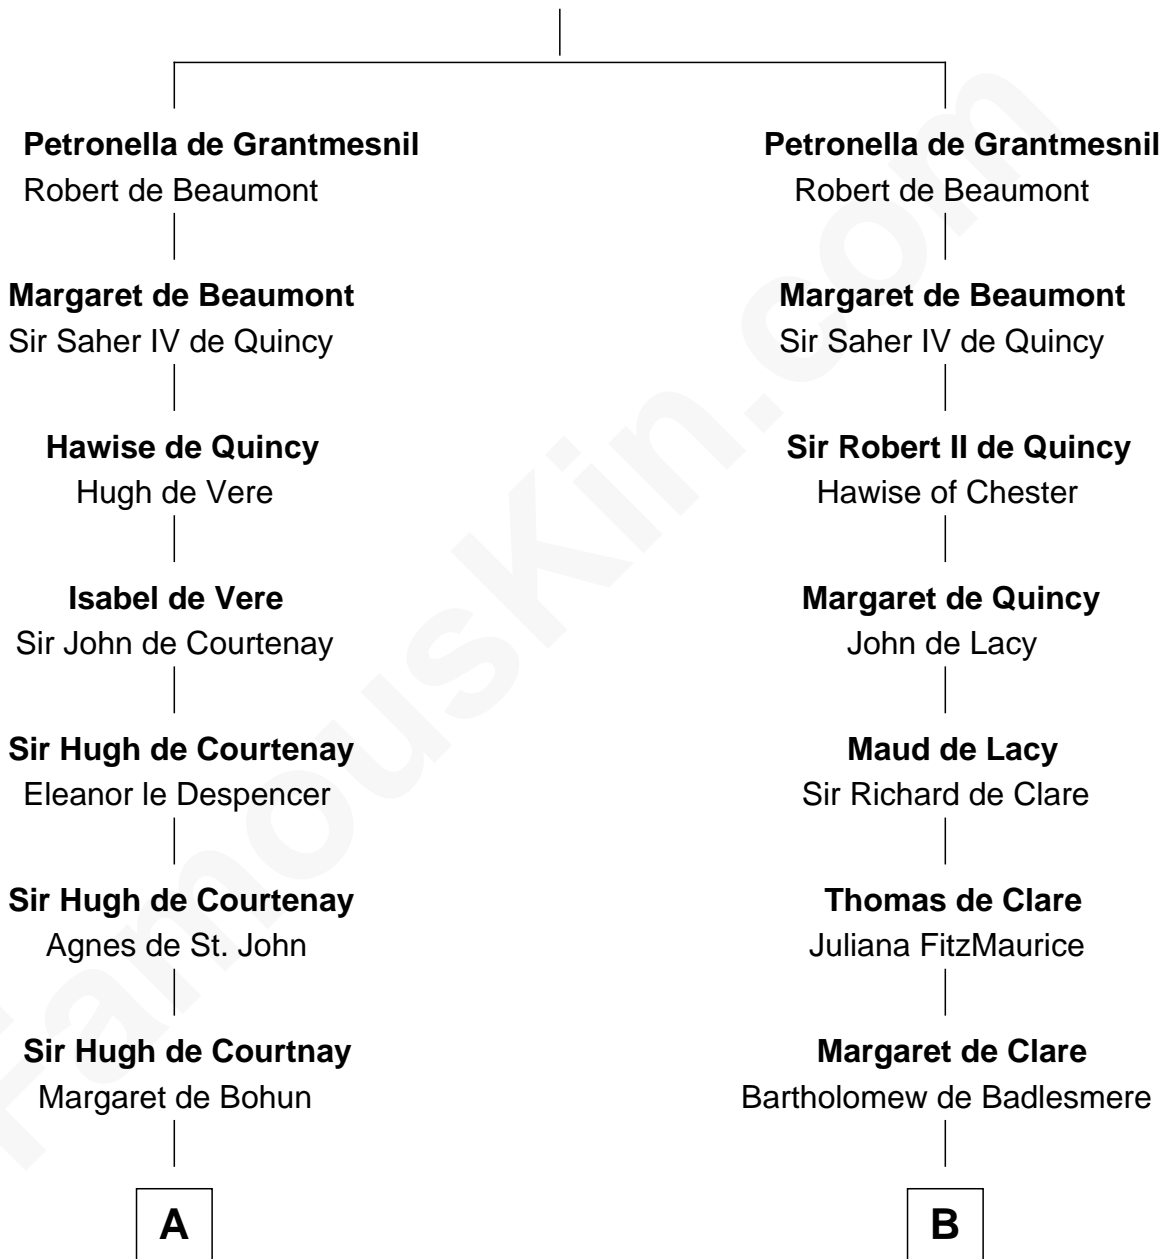 Petronella de Grantmesnil
Robert de Beaumont
Margaret de Beaumont
Sir Saher IV de Quincy
Hawise de Quincy
Hugh de Vere
Isabel de Vere
Sir John de Courtenay
Sir Hugh de Courtenay
Eleanor le Despencer
Sir Hugh de Courtenay
Agnes de St. John
Sir Hugh de Courtnay
Margaret de Bohun
A
Petronella de Grantmesnil
Robert de Beaumont
Margaret de Beaumont
Sir Saher IV de Quincy
Sir Robert II de Quincy
Hawise of Chester
Margaret de Quincy
John de Lacy
Maud de Lacy
Sir Richard de Clare
Thomas de Clare
Juliana FitzMaurice
Margaret de Clare
Bartholomew de Badlesmere
B
FamousKin.com